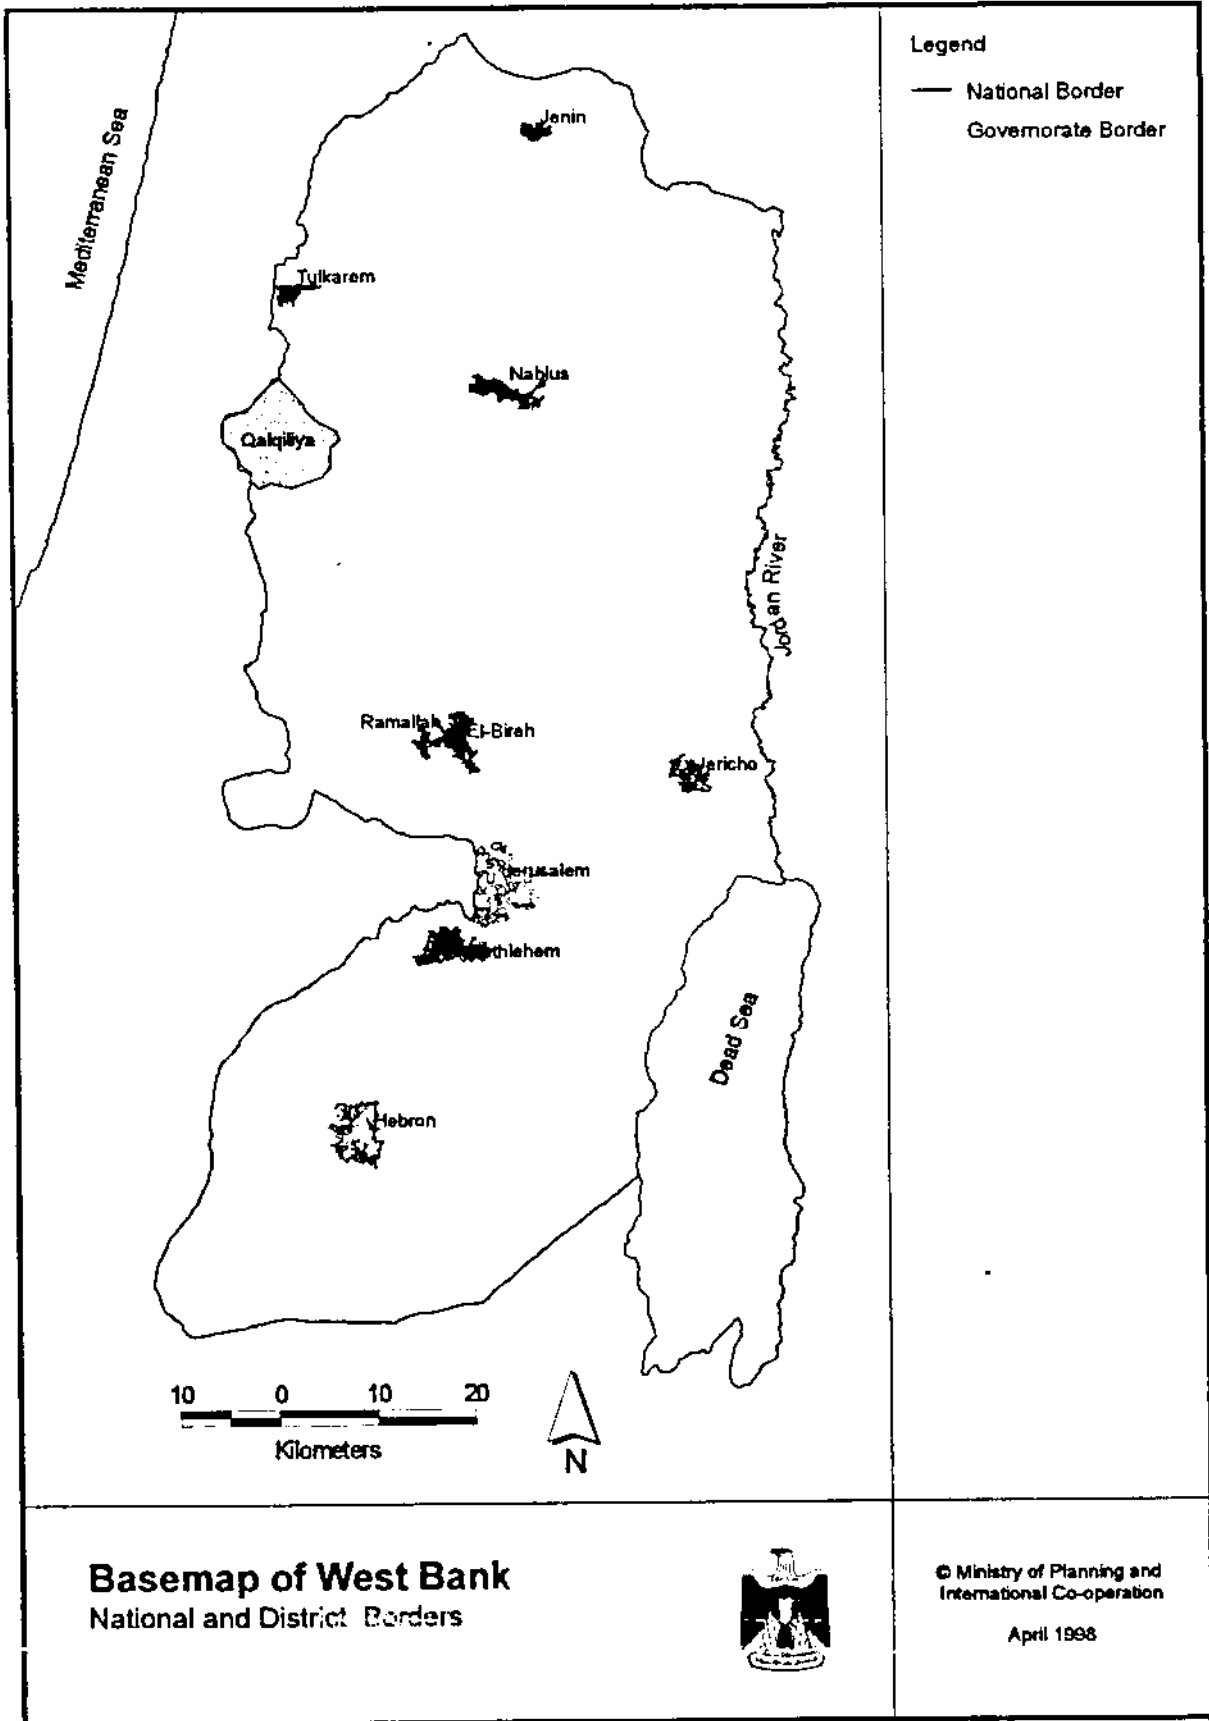 Legend
National Border
Governorate Border
Mediterranean Sea
Jenin
Tulkarem
Nablus
Qalqiliya
Jordan River
Ramallah
El-Bireh
Jericho
Jerusalem
Dead Sea
Hebron
10 0 10 20
Kilometers
N
Basemap of West Bank
National and District Borders
© Ministry of Planning and
International Co-operation
April 1998